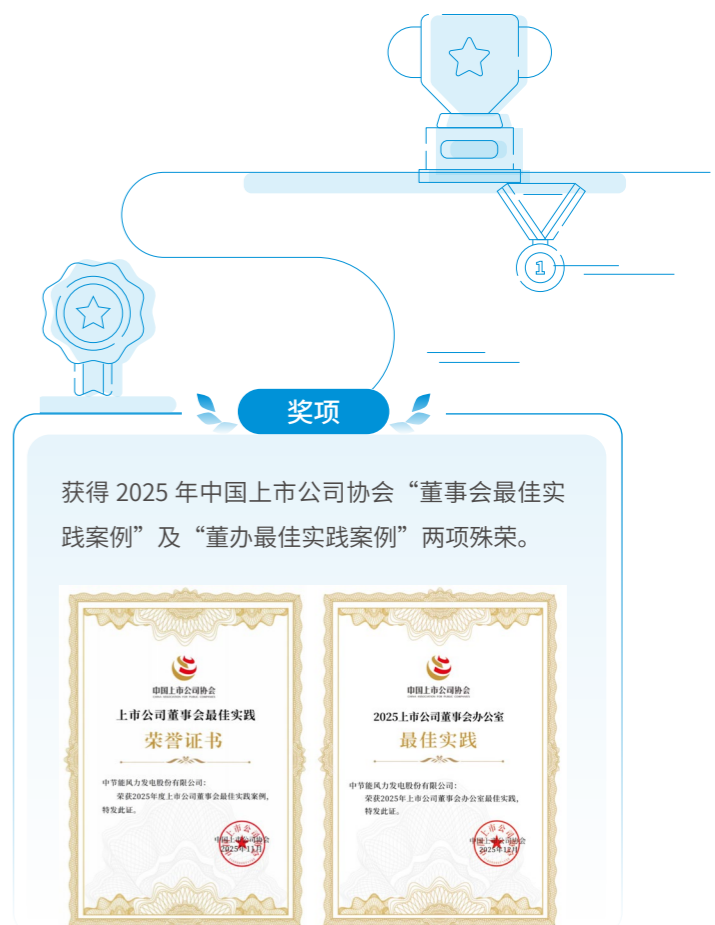 1
奖项
获得 2025 年中国上市公司协会“董事会最佳实
践案例”及“董办最佳实践案例”两项殊荣。
中国上市公司协会
上市公司董事会最佳实践
荣誉证书
中节能风力发电股份有限公司：
荣获2025年度上市公司董事会最佳实践案例，
特发此证。
中国上市公司协会
2025年11月
中国上市公司协会
2025上市公司董事会办公室
最佳实践
中节能风力发电股份有限公司：
荣获2025年上市公司董事会办公室最佳实践，
特发此证。
中国上市公司协会